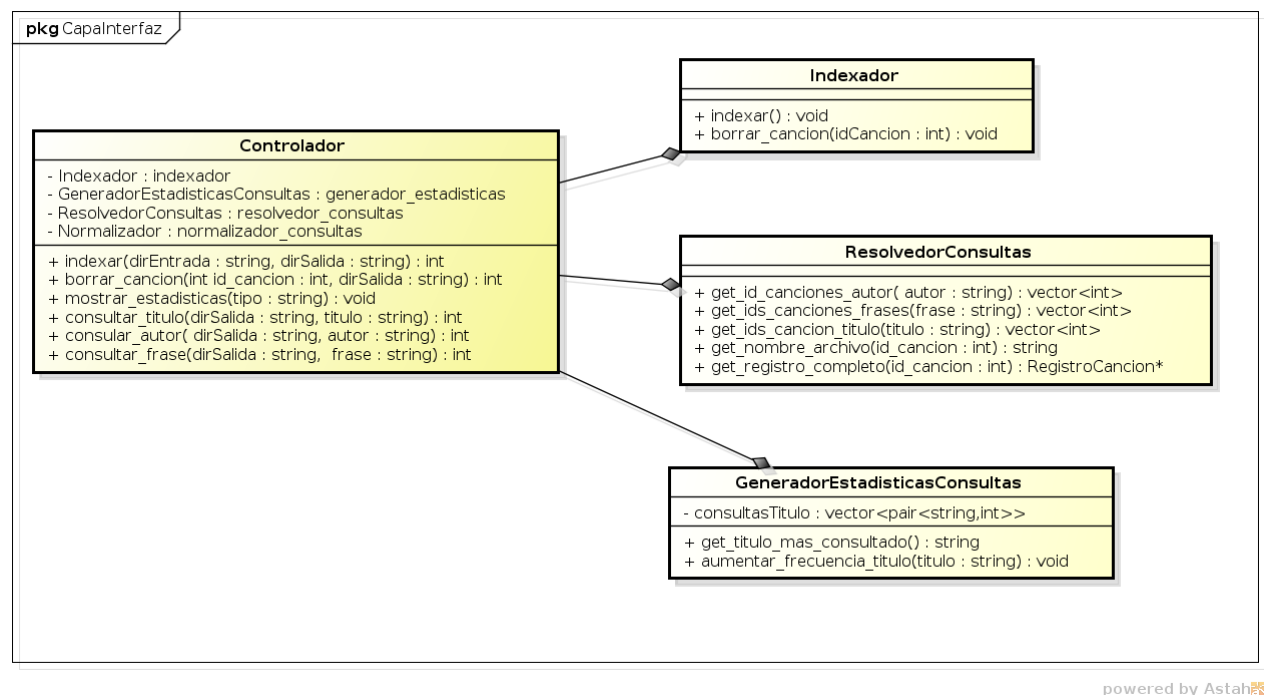 pkg CapaInterfaz
Controlador
- Indexador : indexador
- GeneradorEstadisticasConsultas : generador_estadisticas
- ResolvedorConsultas : resolvedor_consultas
- Normalizador : normalizador_consultas
+ indexar(dirEntrada : string, dirSalida : string) : int
+ borrar_cancion(int id_cancion : int, dirSalida : string) : int
+ mostrar_estadisticas(tipo : string) : void
+ consultar_titulo(dirSalida : string, titulo : string) : int
+ consular_autor( dirSalida : string, autor : string) : int
+ consultar_frase(dirSalida : string,  frase : string) : int
Indexador
+ indexar() : void
+ borrar_cancion(idCancion : int) : void
ResolvedorConsultas
+ get_id_canciones_autor( autor : string) : vector<int>
+ get_ids_canciones_frases(frase : string) : vector<int>
+ get_ids_cancion_titulo(titulo : string) : vector<int>
+ get_nombre_archivo(id_cancion : int) : string
+ get_registro_completo(id_cancion : int) : RegistroCancion*
GeneradorEstadisticasConsultas
- consultasTitulo : vector<pair<string,int>>
+ get_titulo_mas_consultado() : string
+ aumentar_frecuencia_titulo(titulo : string) : void
powered by Astah